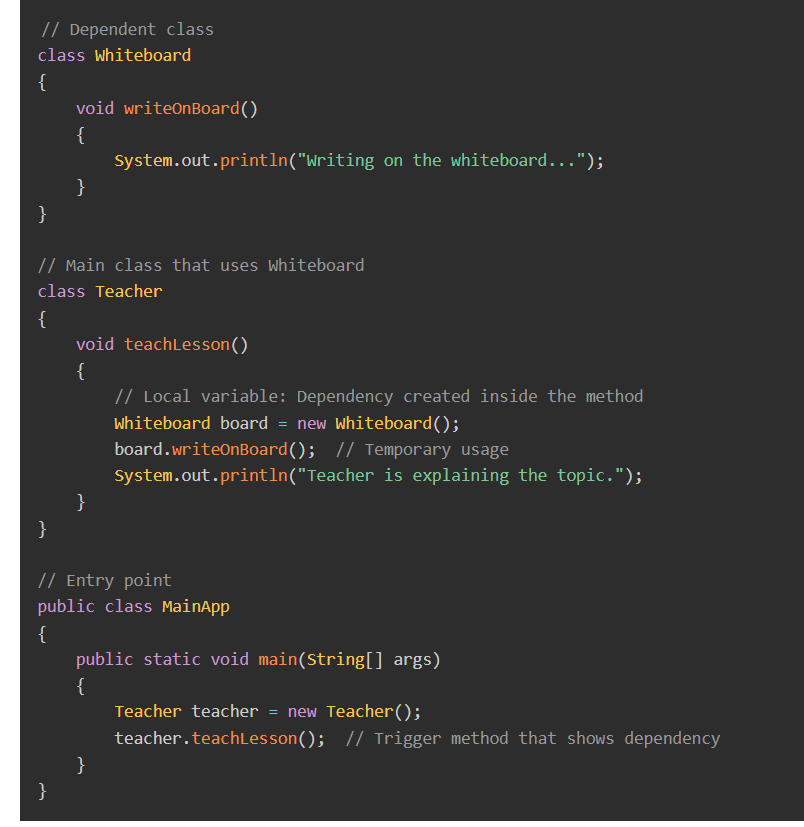 // Dependent class
class Whiteboard
{
    void writeOnBoard()
    {
        System.out.println("Writing on the whiteboard...");
    }
}

// Main class that uses Whiteboard
class Teacher
{
    void teachLesson()
    {
        // Local variable: Dependency created inside the method
        Whiteboard board = new Whiteboard();
        board.writeOnBoard();  // Temporary usage
        System.out.println("Teacher is explaining the topic.");
    }
}

// Entry point
public class MainApp
{
    public static void main(String[] args)
    {
        Teacher teacher = new Teacher();
        teacher.teachLesson();  // Trigger method that shows dependency
    }
}